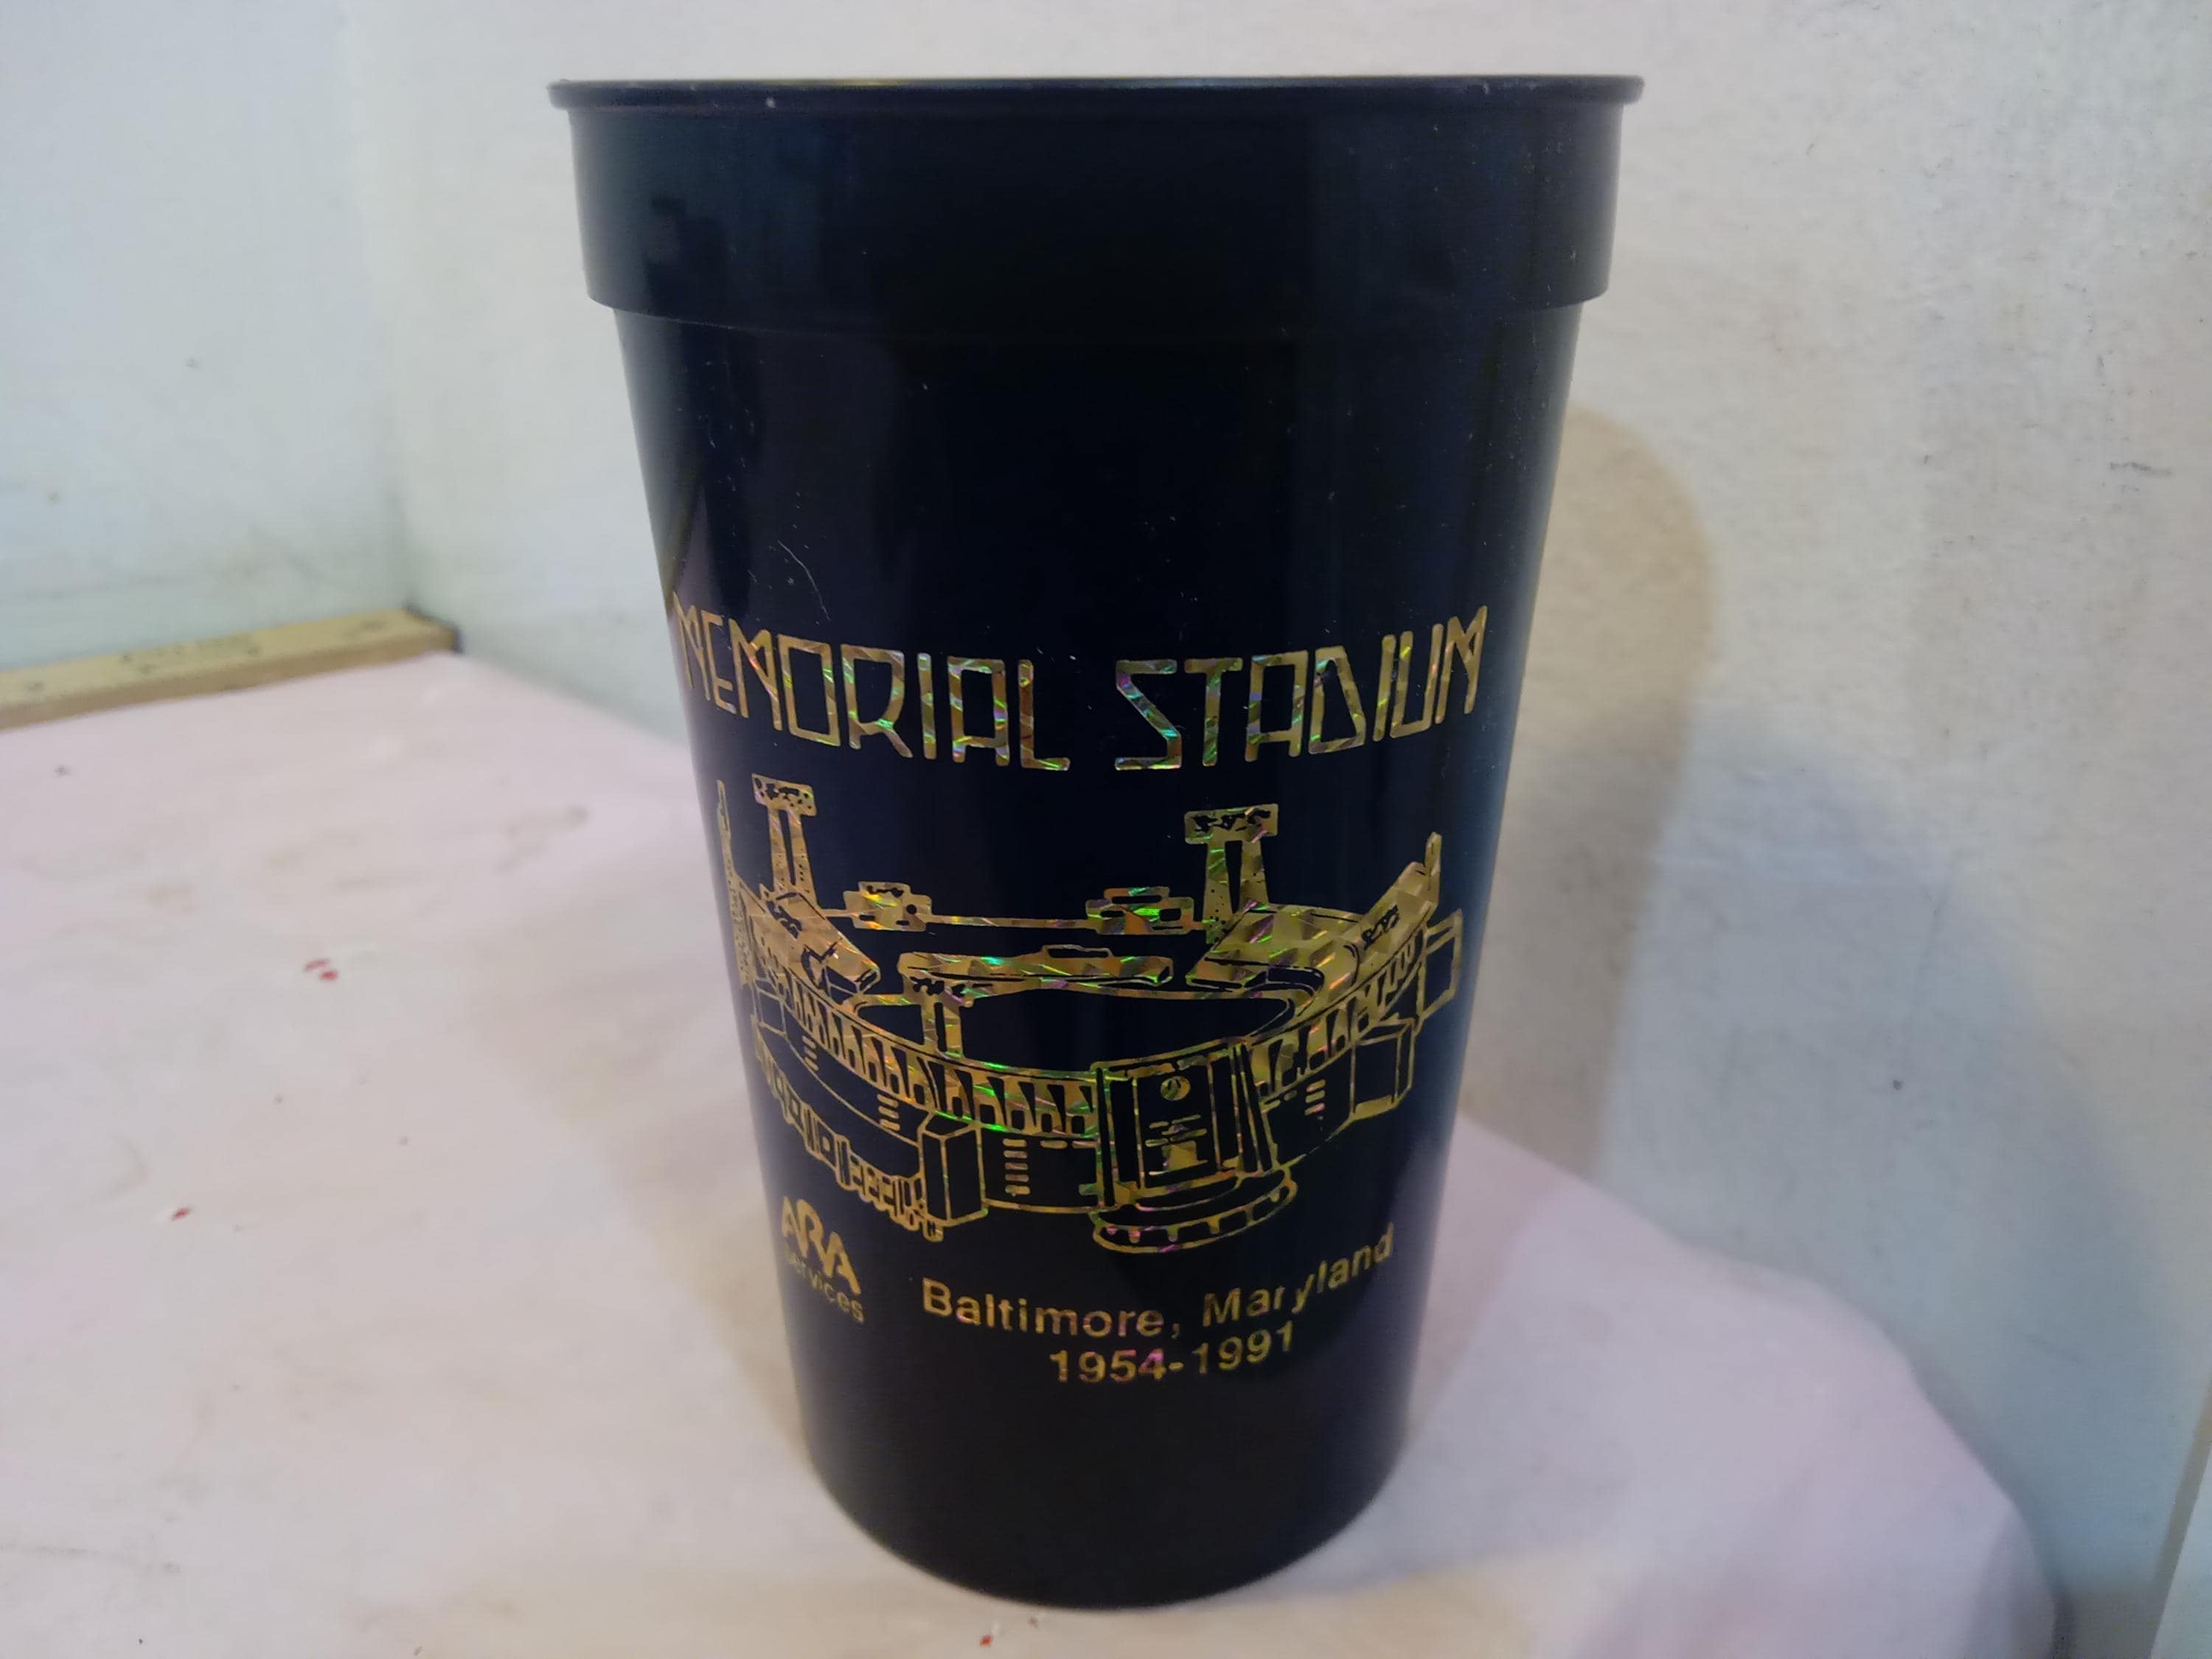 MEMORIAL STADIUM
ARA
Services
Baltimore, Maryland
1954-1991